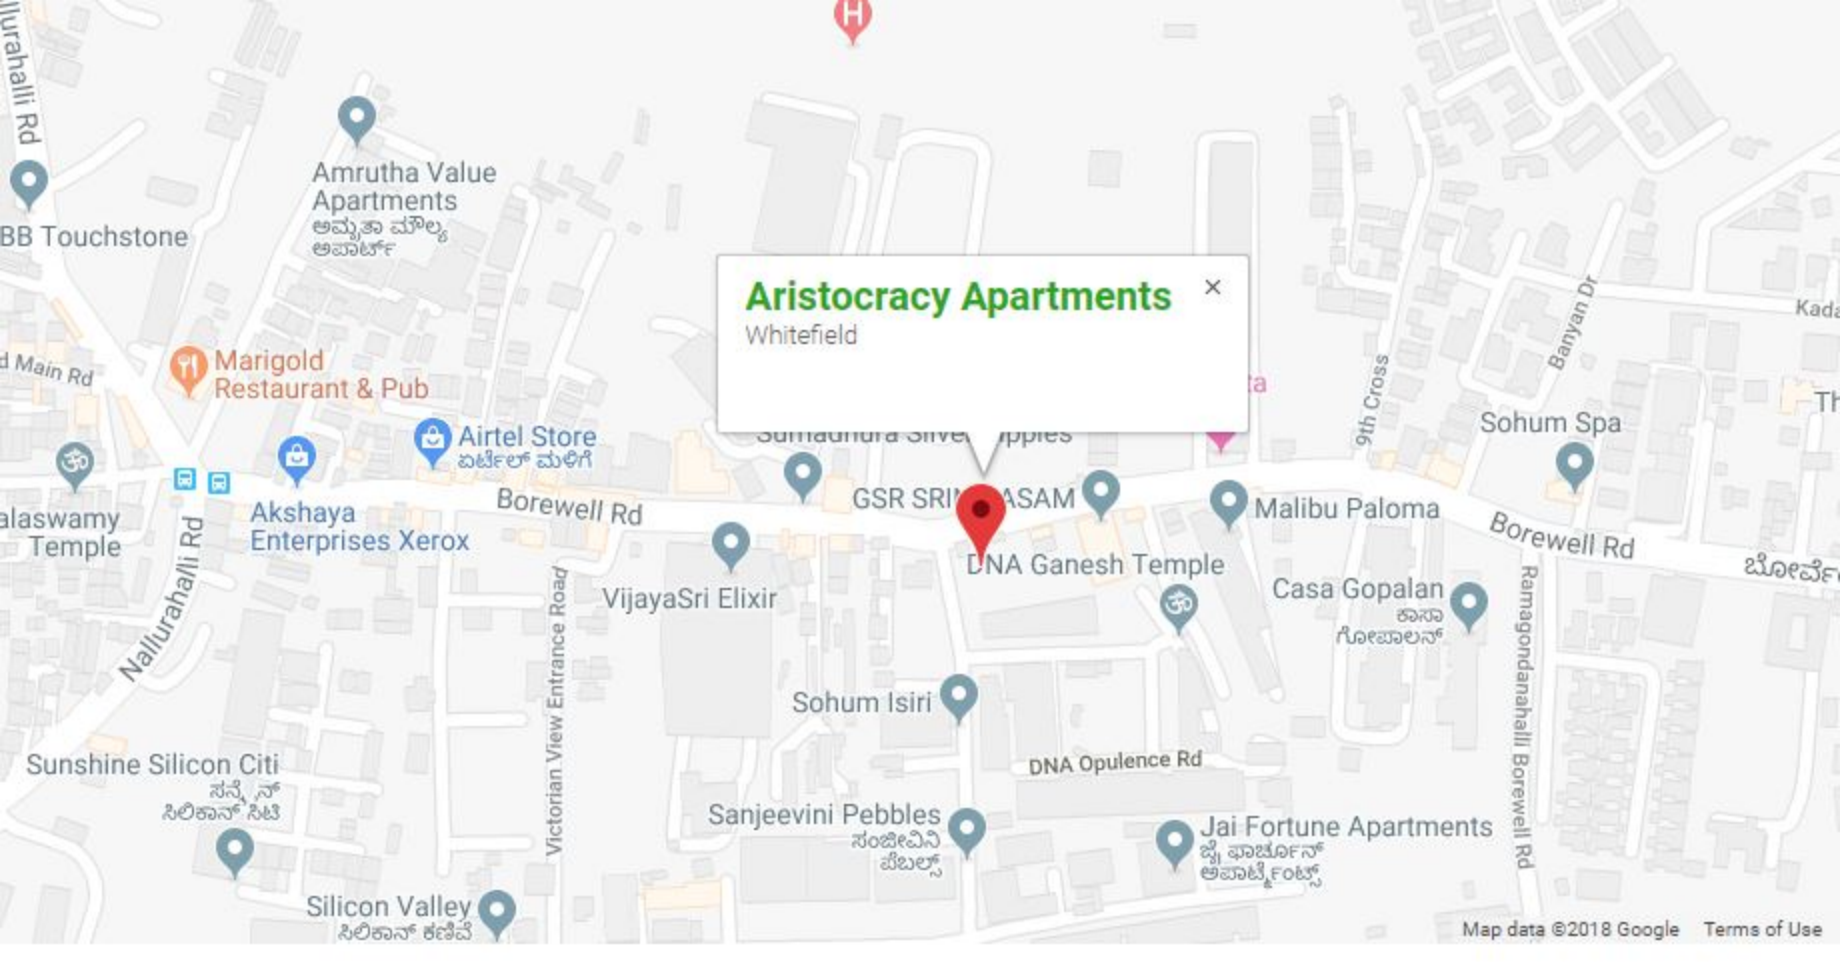 Nallurahalli Rd
H
Amrutha Value
Apartments
ಅಮೃತಾ ಮೌಲ್ಯ
ಅಪಾರ್ಟ್
BB Touchstone
Aristocracy Apartments
×
Whitefield
Banyan Dr
Main Rd
Marigold
Restaurant & Pub
9th Cross
Sohum Spa
Airtel Store
ಏರ್ಟೆಲ್ ಮಳಿಗೆ
GSR
Borewell Rd
Malibu Paloma
Akshaya
Enterprises Xerox
Borewell Rd
Temple
DNA Ganesh Temple
VijayaSri Elixir
Casa Gopalan
ಕಾಸಾ
ಗೋಪಾಲನ್
Nallurahalli Rd
Victorian View Entrance Road
Ramagondanahalli Borewell Rd
Sohum Isiri
DNA Opulence Rd
Sunshine Silicon Citi
ಸನ್ಶೈನ್
ಸಿಲಿಕಾನ್ ಸಿಟಿ
Sanjeevini Pebbles
ಸಂಜೀವಿನಿ
ಪೆಬಲ್ಸ್
Jai Fortune Apartments
ಜೈ ಫಾರ್ಚೂನ್
ಅಪಾರ್ಟ್ಮೆಂಟ್ಸ್
Silicon Valley
ಸಿಲಿಕಾನ್ ಕಣಿವೆ
Map data ©2018 Google Terms of Use